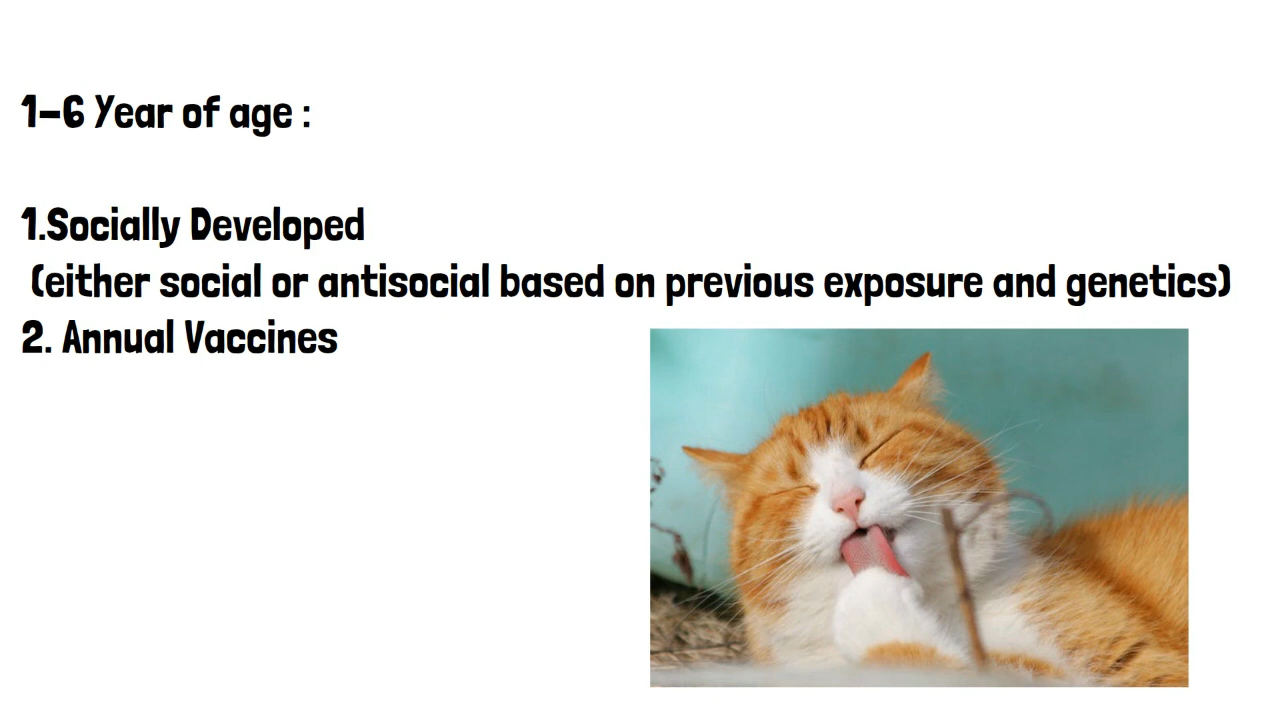 1-6 Year of age :
1.Socially Developed
(either social or antisocial based on previous exposure and genetics)
2. Annual Vaccines